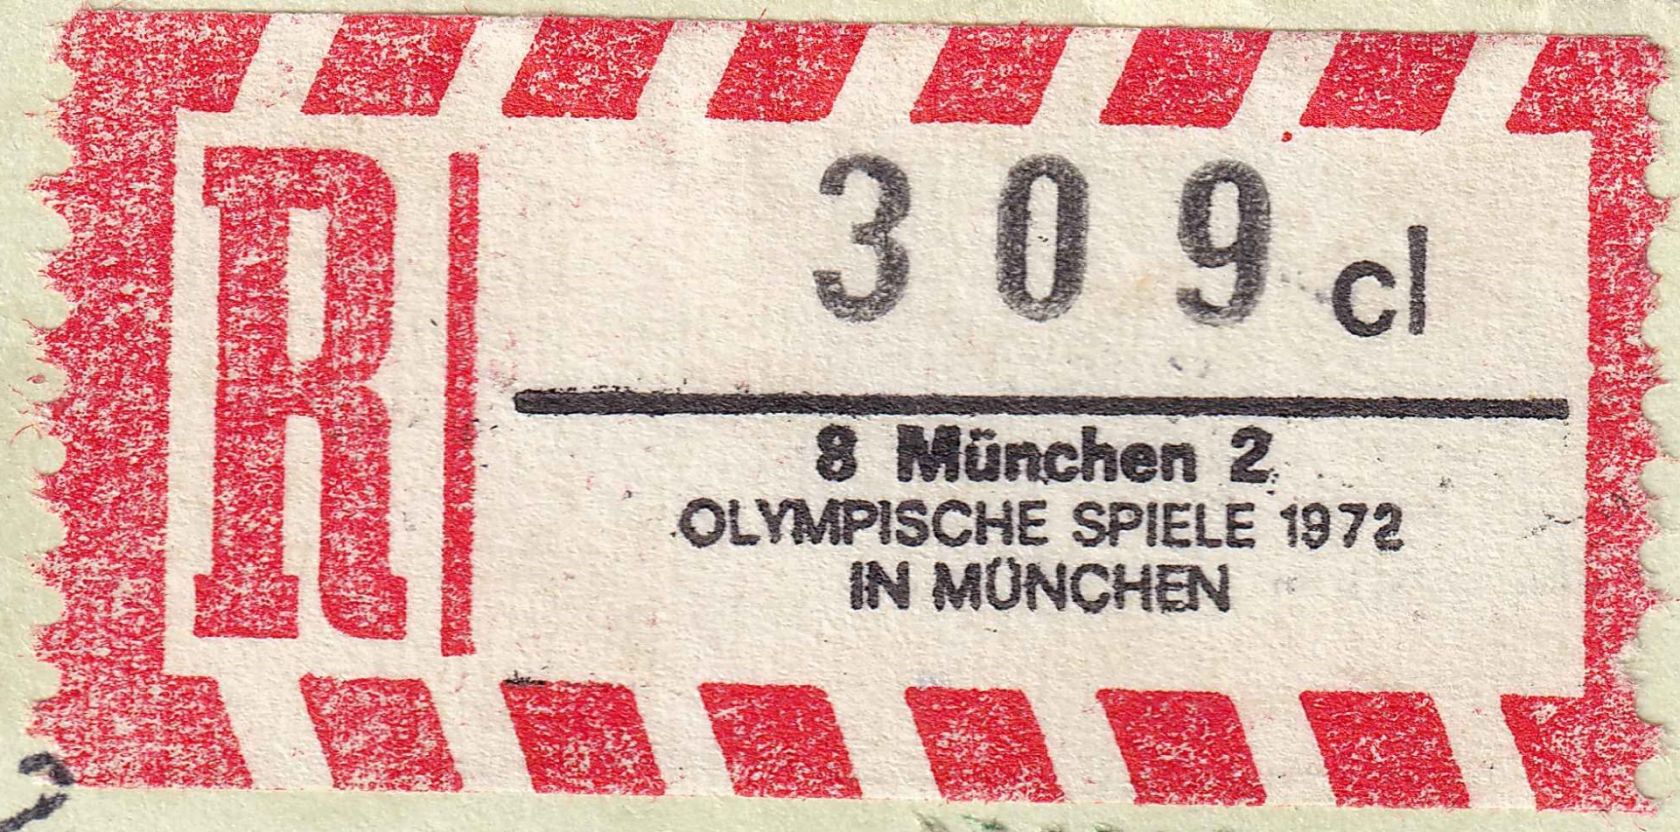 R
309 cl
8 München 2
OLYMPISCHE SPIELE 1972
IN MÜNCHEN